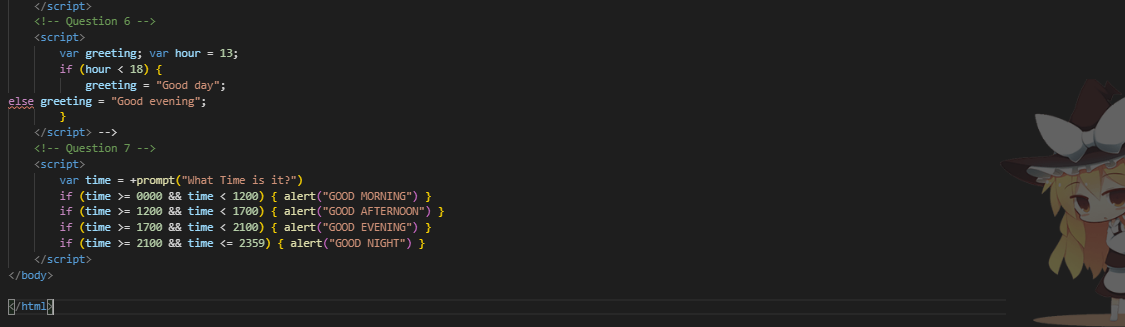 </script>
<!-- Question 6 -->
<script>
var greeting; var hour = 13;
if (hour < 18) {
greeting = "Good day";
else greeting = "Good evening";
}
</script> -->
<!-- Question 7 -->
<script>
var time = +prompt("What Time is it?")
if (time >= 0000 && time < 1200) { alert("GOOD MORNING") }
if (time >= 1200 && time < 1700) { alert("GOOD AFTERNOON") }
if (time >= 1700 && time < 2100) { alert("GOOD EVENING") }
if (time >= 2100 && time <= 2359) { alert("GOOD NIGHT") }
</script>
</body>
</html>